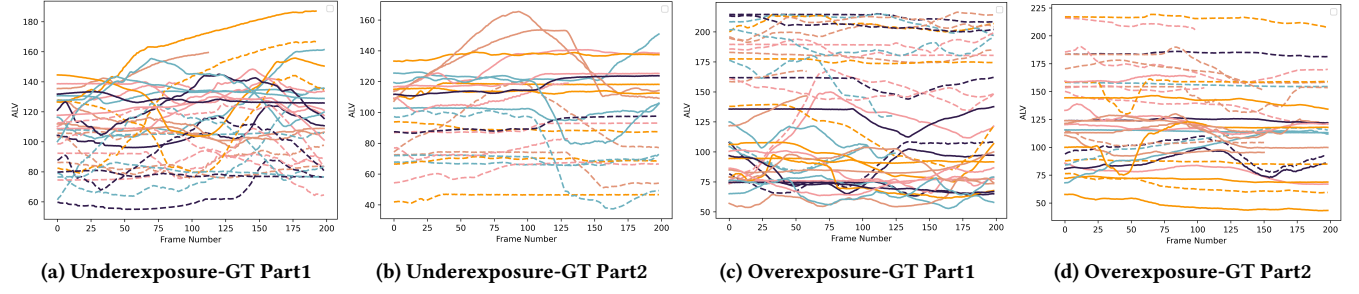 180
160
140
120
100
80
60
ALV
0 25 50 75 100 125 150 175 200
Frame Number
(a) Underexposure-GT Part1
160
140
120
100
80
60
40
ALV
0 25 50 75 100 125 150 175 200
Frame Number
(b) Underexposure-GT Part2
200
175
150
125
100
75
50
ALV
0 25 50 75 100 125 150 175 200
Frame Number
(c) Overexposure-GT Part1
225
200
175
150
125
100
75
50
ALV
0 25 50 75 100 125 150 175 200
Frame Number
(d) Overexposure-GT Part2